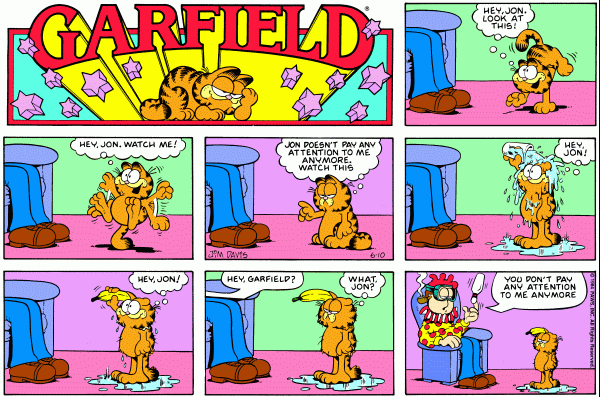 GARFIELD
HEY, JON.
LOOK AT
THIS!
HEY, JON. WATCH ME!
JON DOESN'T PAY ANY
ATTENTION TO ME
ANYMORE.
WATCH THIS
JIM DAVIS
6-10
HEY,
JON!
HEY, JON!
HEY, GARFIELD?
WHAT,
JON?
YOU DON'T PAY
ANY ATTENTION
TO ME ANYMORE